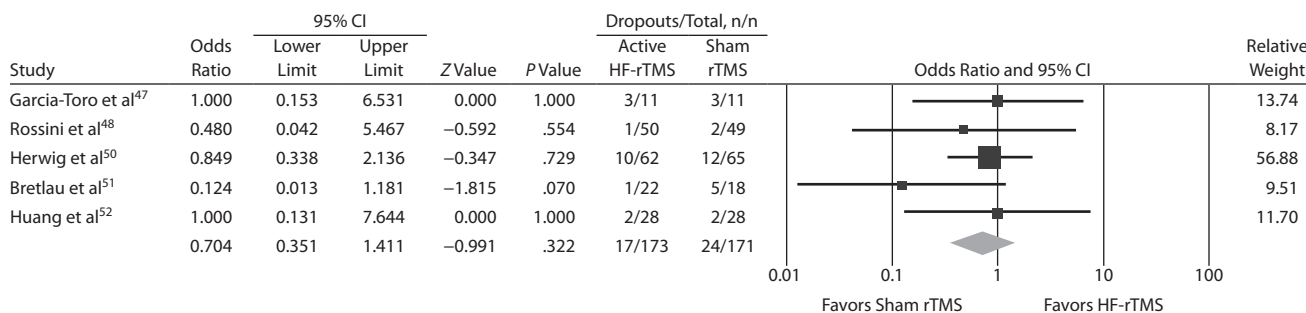 95% CI Dropouts/Total, n/n
Odds Lower Upper Active Sham Relative
Study Ratio Limit Limit Z Value P Value HF-rTMS rTMS Odds Ratio and 95% CI Weight
Garcia-Toro et al47 1.000 0.153 6.531 0.000 1.000 3/11 3/11 13.74
Rossini et al48 0.480 0.042 5.467 −0.592 .554 1/50 2/49 8.17
Herwig et al50 0.849 0.338 2.136 −0.347 .729 10/62 12/65 56.88
Bretlau et al51 0.124 0.013 1.181 −1.815 .070 1/22 5/18 9.51
Huang et al52 1.000 0.131 7.644 0.000 1.000 2/28 2/28 11.70
0.704 0.351 1.411 −0.991 .322 17/173 24/171
0.01 0.1 1 10 100
Favors Sham rTMS Favors HF-rTMS